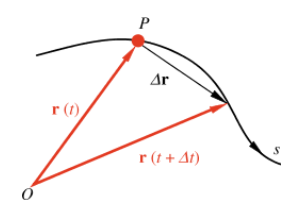 P
Δr
r (t)
r (t + Δt)
s
O